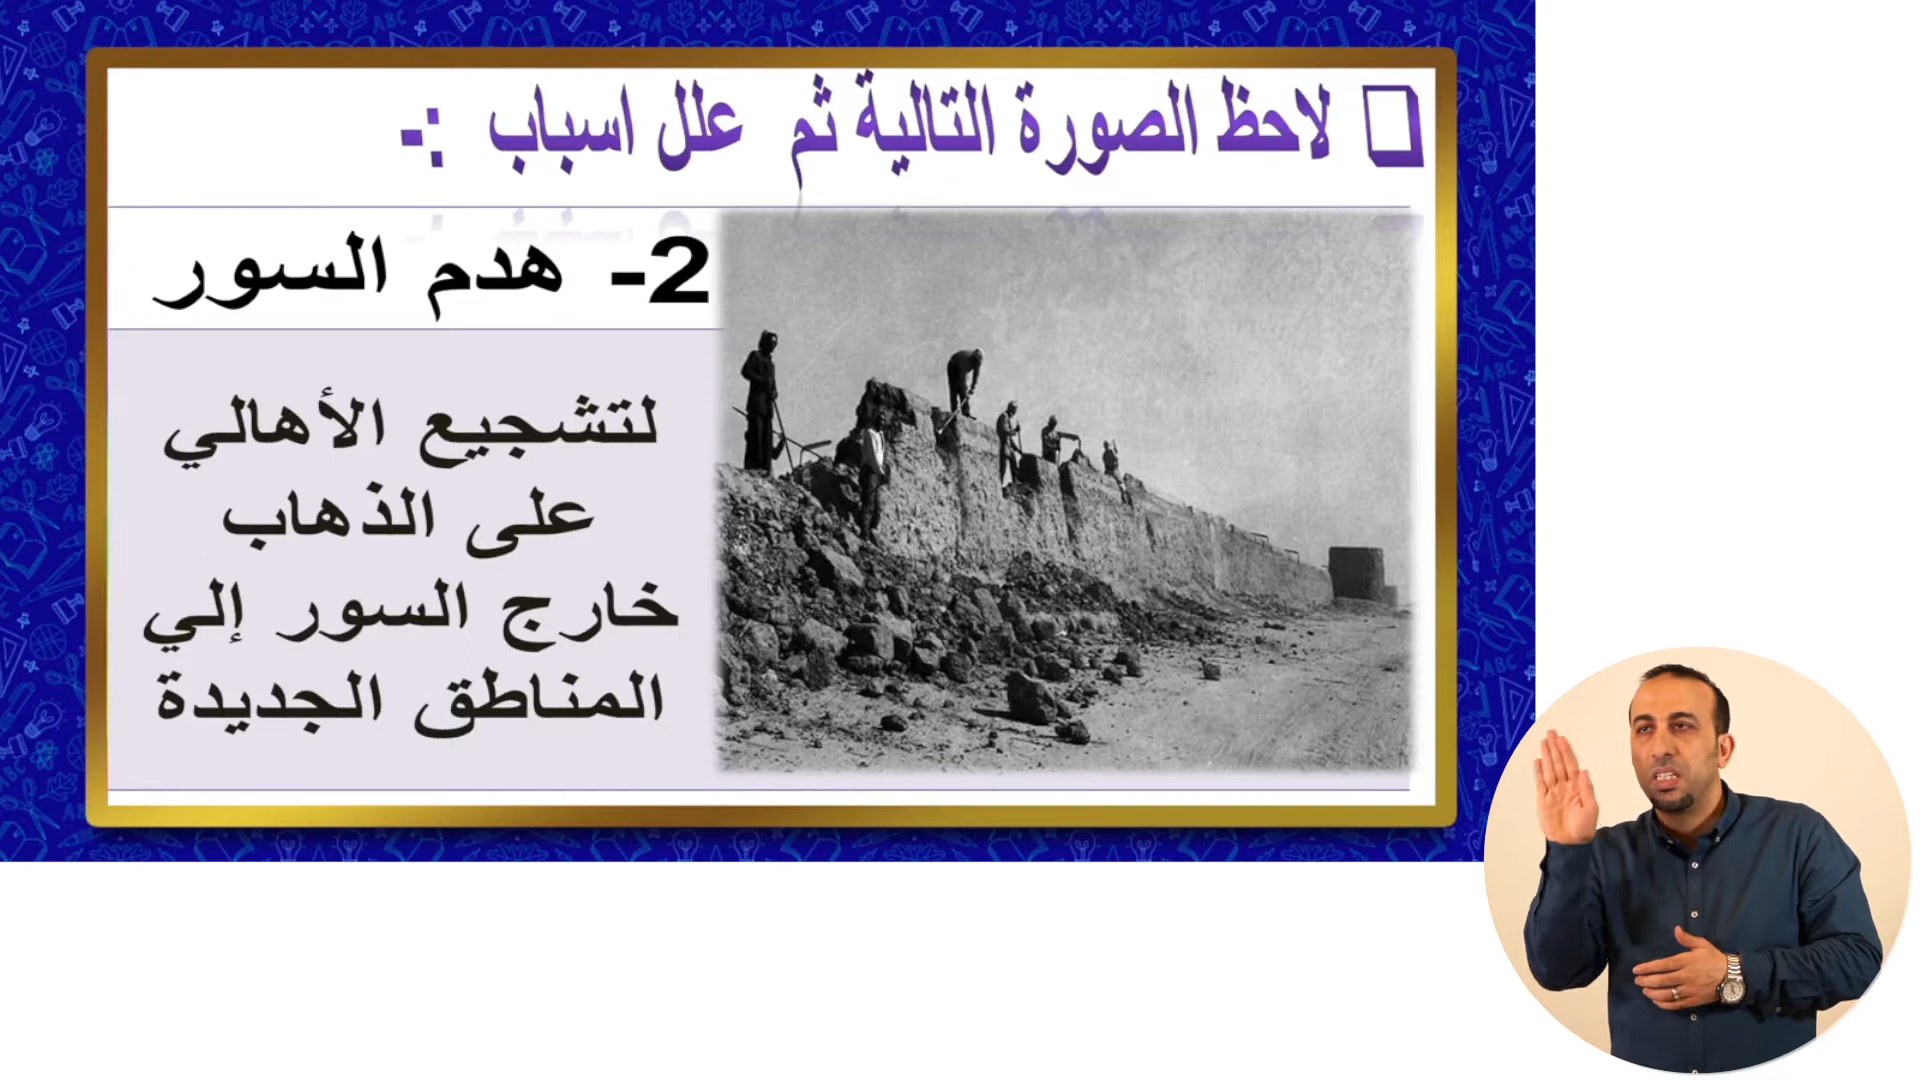 لاحظ الصورة التالية ثم علل اسباب :-
2- هدم السور
لتشجيع الأهالي
على الذهاب
خارج السور إلي
المناطق الجديدة